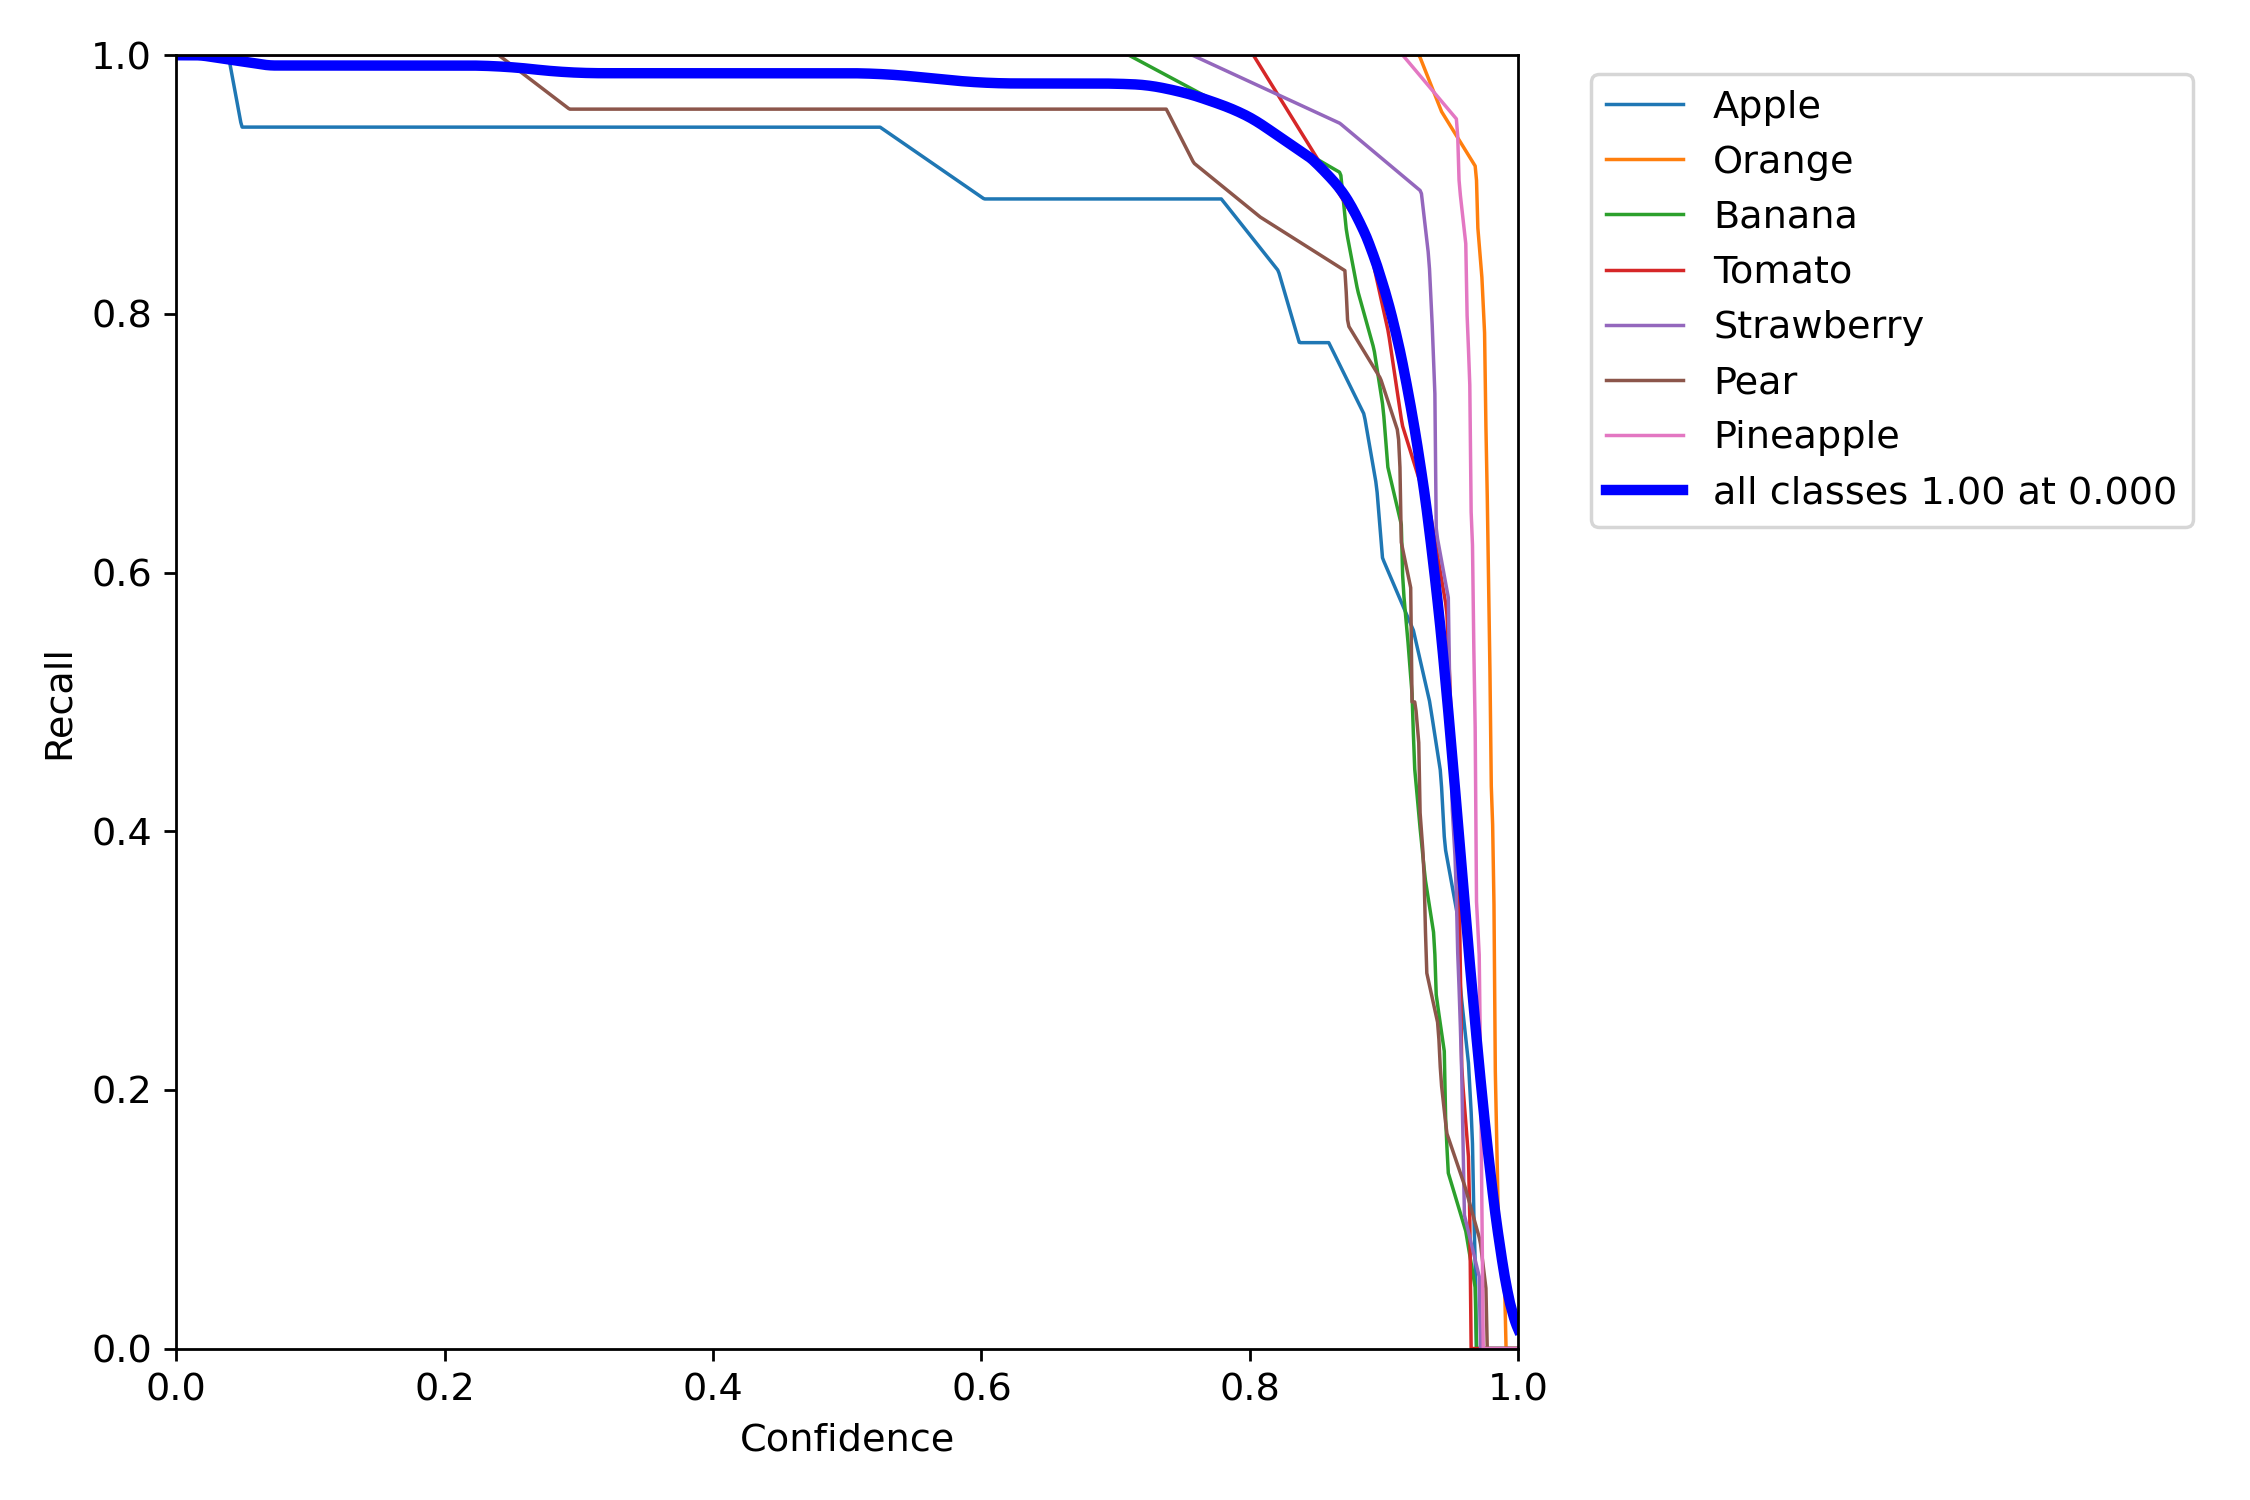 1.0
0.8
0.6
0.4
0.2
0.0
Recall
0.0 0.2 0.4 0.6 0.8 1.0
Confidence
Apple
Orange
Banana
Tomato
Strawberry
Pear
Pineapple
all classes 1.00 at 0.000